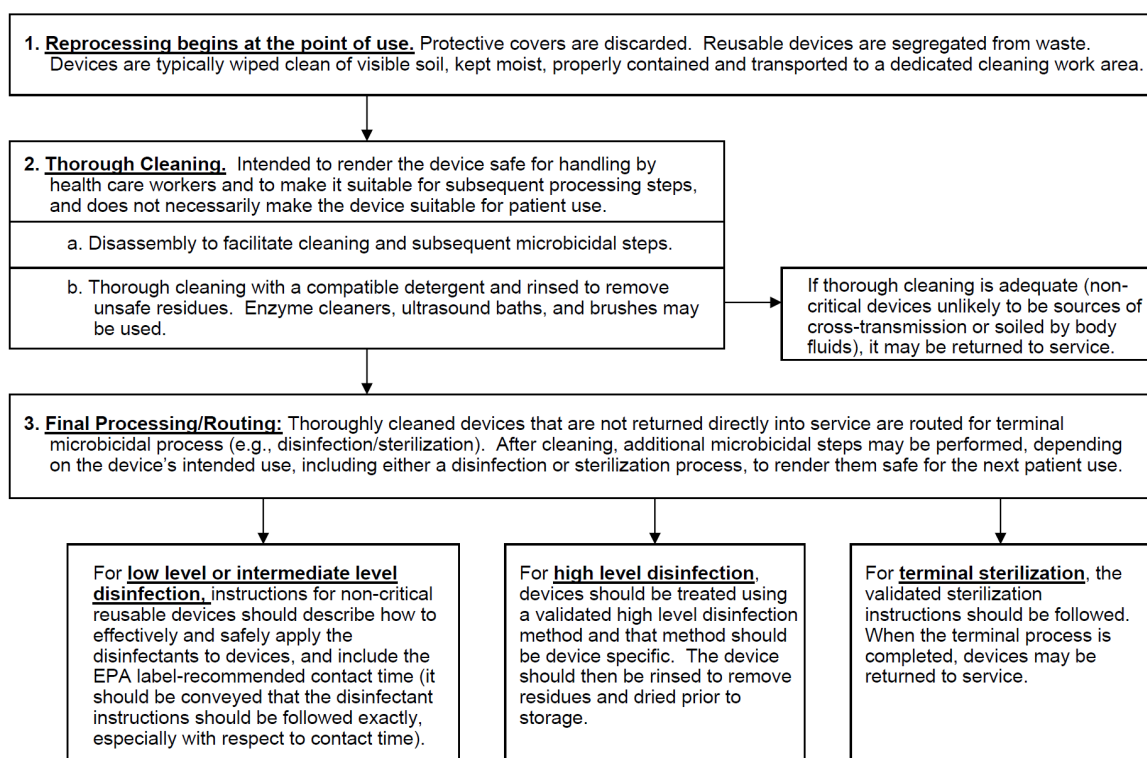 1. Reprocessing begins at the point of use. Protective covers are discarded. Reusable devices are segregated from waste.
Devices are typically wiped clean of visible soil, kept moist, properly contained and transported to a dedicated cleaning work area.
2. Thorough Cleaning. Intended to render the device safe for handling by
health care workers and to make it suitable for subsequent processing steps,
and does not necessarily make the device suitable for patient use.
a. Disassembly to facilitate cleaning and subsequent microbicidal steps.
b. Thorough cleaning with a compatible detergent and rinsed to remove
unsafe residues. Enzyme cleaners, ultrasound baths, and brushes may
be used.
If thorough cleaning is adequate (non-
critical devices unlikely to be sources of
cross-transmission or soiled by body
fluids), it may be returned to service.
3. Final Processing/Routing: Thoroughly cleaned devices that are not returned directly into service are routed for terminal
microbicidal process (e.g., disinfection/sterilization). After cleaning, additional microbicidal steps may be performed, depending
on the device's intended use, including either a disinfection or sterilization process, to render them safe for the next patient use.
For low level or intermediate level
disinfection, instructions for non-critical
reusable devices should describe how to
effectively and safely apply the
disinfectants to devices, and include the
EPA label-recommended contact time (it
should be conveyed that the disinfectant
instructions should be followed exactly,
especially with respect to contact time).
For high level disinfection,
devices should be treated using
a validated high level disinfection
method and that method should
be device specific. The device
should then be rinsed to remove
residues and dried prior to
storage.
For terminal sterilization, the
validated sterilization
instructions should be followed.
When the terminal process is
completed, devices may be
returned to service.